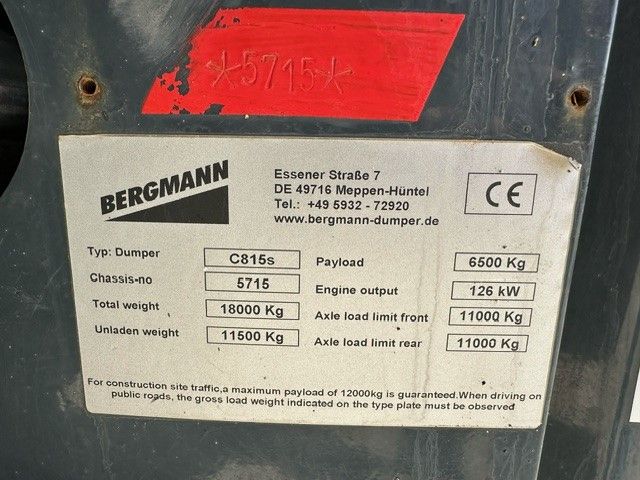 *5715*
BERGMANN
Essener Straße 7
DE 49716 Meppen-Hüntel
Tel.: +49 5932 - 72920
www.bergmann-dumper.de
CE
Typ: Dumper C815s
Chassis-no 5715
Total weight 18000 Kg
Unladen weight 11500 Kg
Payload 6500 Kg
Engine output 126 kW
Axle load limit front 11000 Kg
Axle load limit rear 11000 Kg
For construction site traffic,a maximum payload of 12000kg is guaranteed.When driving on
public roads, the gross load weight indicated on the type plate must be observed